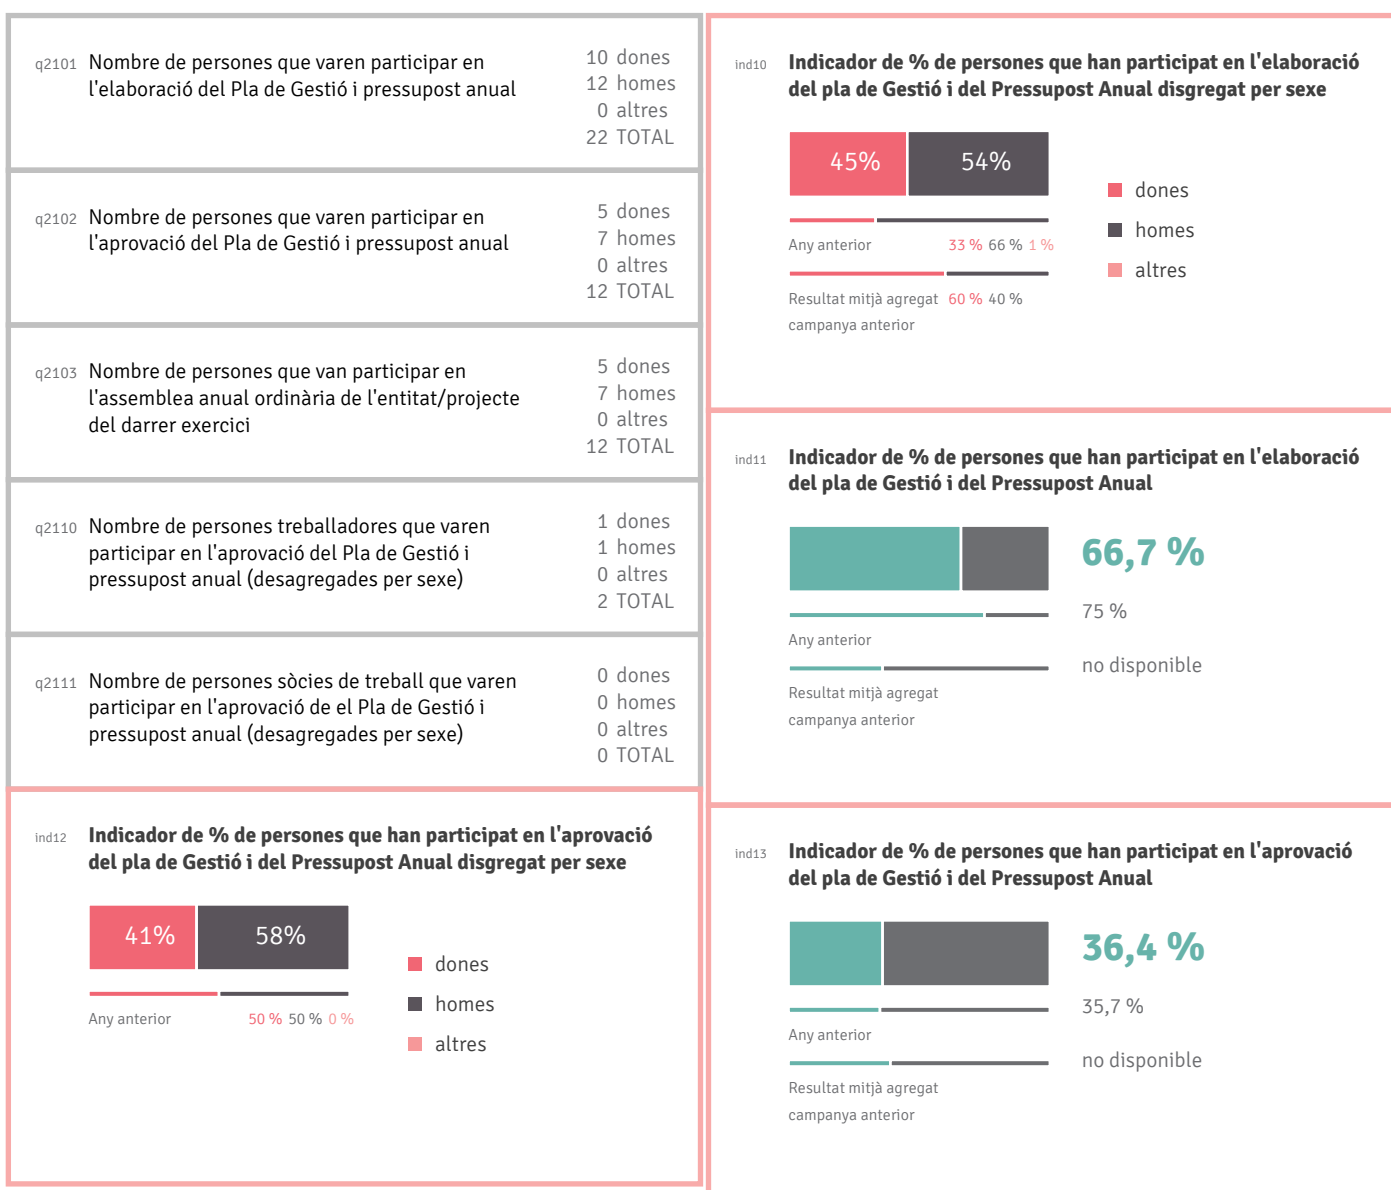 q2101 Nombre de persones que varen participar en
l'elaboració del Pla de Gestió i pressupost anual
10 dones
12 homes
0 altres
22 TOTAL
q2102 Nombre de persones que varen participar en
l'aprovació del Pla de Gestió i pressupost anual
5 dones
7 homes
0 altres
12 TOTAL
q2103 Nombre de persones que van participar en
l'assemblea anual ordinària de l'entitat/projecte
del darrer exercici
5 dones
7 homes
0 altres
12 TOTAL
q2110 Nombre de persones treballadores que varen
participar en l'aprovació del Pla de Gestió i
pressupost anual (desagregades per sexe)
1 dones
1 homes
0 altres
2 TOTAL
q2111 Nombre de persones sòcies de treball que varen
participar en l'aprovació de el Pla de Gestió i
pressupost anual (desagregades per sexe)
0 dones
0 homes
0 altres
0 TOTAL
ind12 Indicador de % de persones que han participat en l'aprovació
del pla de Gestió i del Pressupost Anual disgregat per sexe
41% 58%
dones
homes
altres
Any anterior 50 % 50 % 0 %
ind10 Indicador de % de persones que han participat en l'elaboració
del pla de Gestió i del Pressupost Anual disgregat per sexe
45% 54%
dones
homes
altres
Any anterior 33 % 66 % 1 %
Resultat mitjà agregat 60 % 40 %
campanya anterior
ind11 Indicador de % de persones que han participat en l'elaboració
del pla de Gestió i del Pressupost Anual
66,7 %
75 %
Any anterior
no disponible
Resultat mitjà agregat
campanya anterior
ind13 Indicador de % de persones que han participat en l'aprovació
del pla de Gestió i del Pressupost Anual
36,4 %
35,7 %
Any anterior
no disponible
Resultat mitjà agregat
campanya anterior